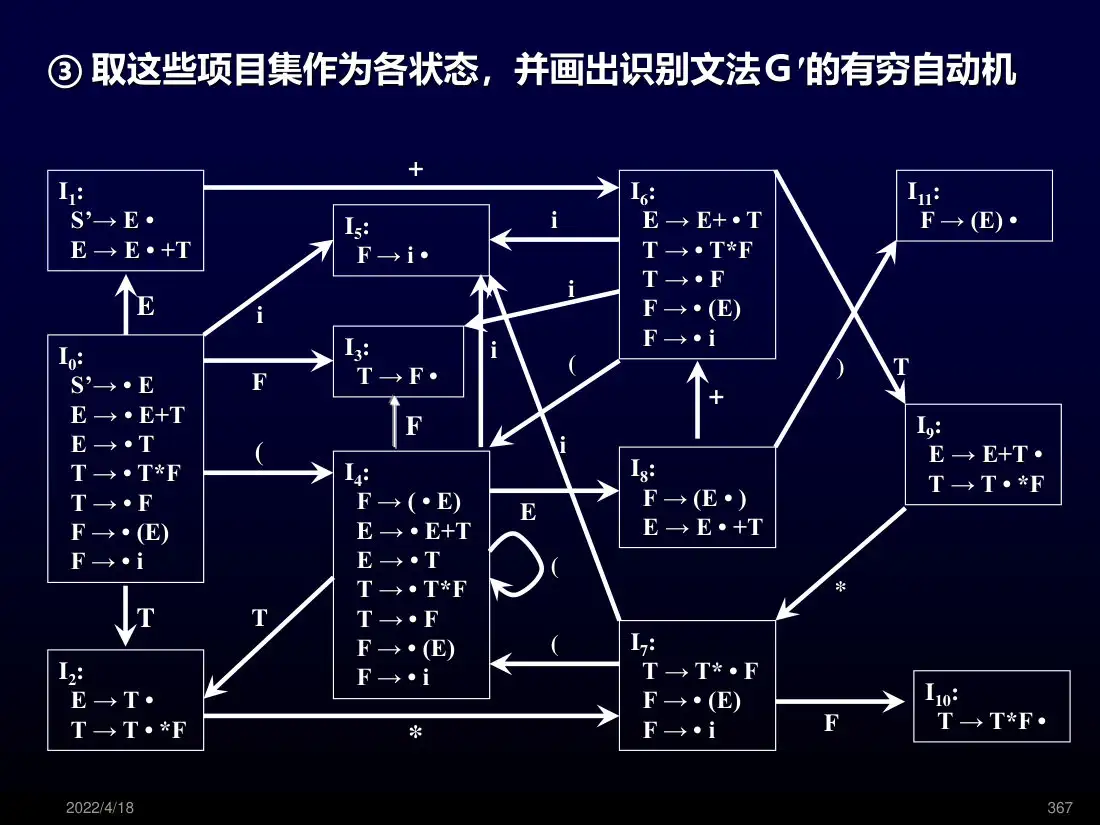 ③ 取这些项目集作为各状态，并画出识别文法G′的有穷自动机
I1:
S’→ E •
E → E • +T
+
I5:
F → i •
I6:
E → E+ • T
T → • T*F
T → • F
F → • (E)
F → • i
I11:
F → (E) •
i
i
E
i
I0:
S’→ • E
E → • E+T
E → • T
T → • T*F
T → • F
F → • (E)
F → • i
F
I3:
T → F •
i
(
)
T
+
F
(
i
I4:
F → ( • E)
E → • E+T
E → • T
T → • T*F
T → • F
F → • (E)
F → • i
E
(
I8:
F → (E • )
E → E • +T
I9:
E → E+T •
T → T • *F
*
T
T
(
I2:
E → T •
T → T • *F
*
I7:
T → T* • F
F → • (E)
F → • i
F
I10:
T → T*F •
2022/4/18
367